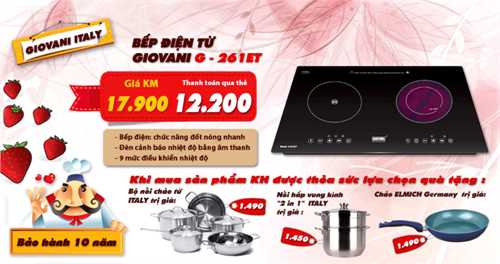 GIOVANI ITALY
BẾP ĐIỆN TỪ
GIOVANI G - 261ET
Giá KM
Thanh toán qua thẻ
17.900
12.200
- Bếp điện: chức năng đốt nóng nhanh
- Đèn cảnh báo nhiệt độ bằng âm thanh
- 9 mức điều khiển nhiệt độ
Khi mua sản phẩm KH được thỏa sức lựa chọn quà tặng :
Bộ nồi chảo từ
ITALY trị giá:
1.490
Nồi hấp vung kính
"2 in 1" ITALY
trị giá :
1.450
Chảo ELMICH Germany trị giá:
1.490
Bảo hành 10 năm